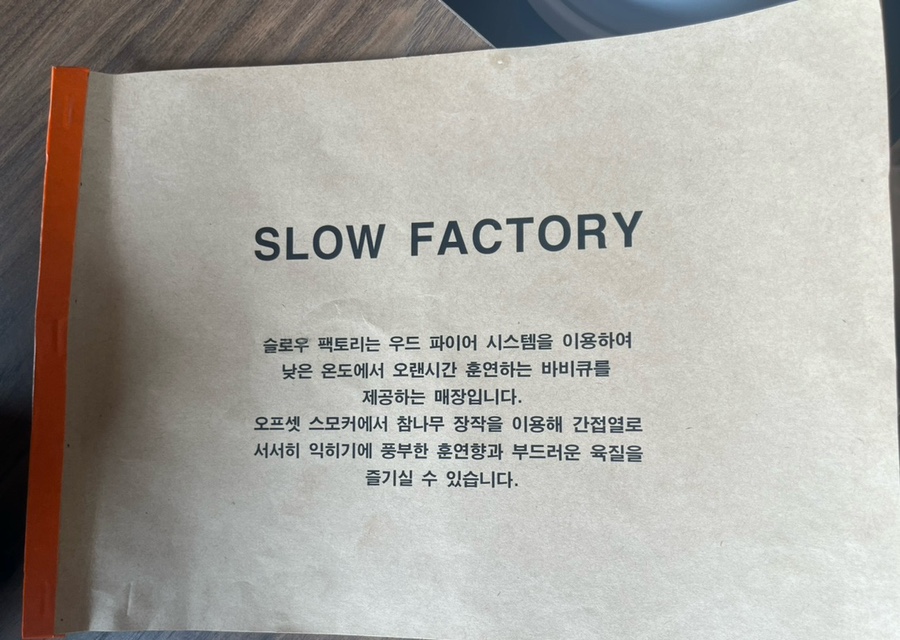 SLOW FACTORY
슬로우 팩토리는 우드 파이어 시스템을 이용하여
낮은 온도에서 오랜시간 훈연하는 바비큐를
제공하는 매장입니다.
오프셋 스모커에서 참나무 장작을 이용해 간접열로
서서히 익히기에 풍부한 훈연향과 부드러운 육질을
즐기실 수 있습니다.